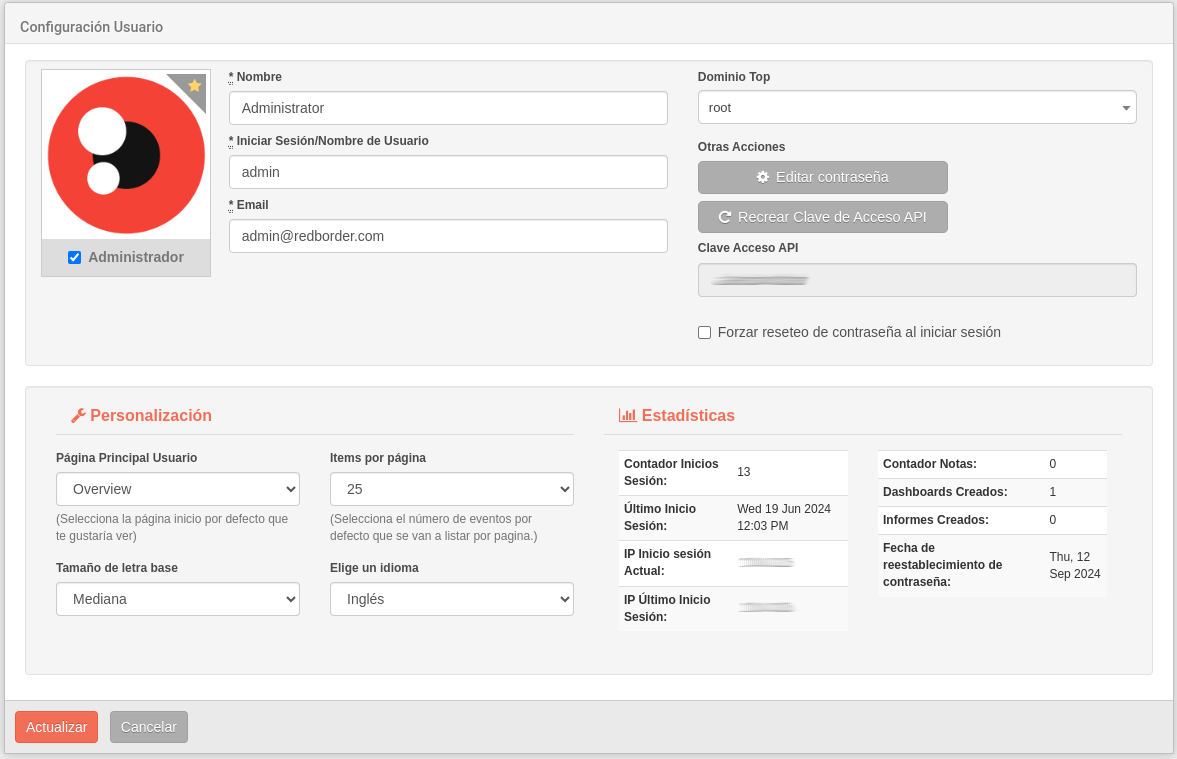 Configuración Usuario
Administrador
* Nombre
Administrator
* Iniciar Sesión/Nombre de Usuario
admin
* Email
admin@redborder.com
Dominio Top
root
Otras Acciones
Editar contraseña
Recrear Clave de Acceso API
Clave Acceso API
Forzar reseteo de contraseña al iniciar sesión
Personalización
Página Principal Usuario
Overview
(Selecciona la página inicio por defecto que
te gustaría ver)
Items por página
25
(Selecciona el número de eventos por
defecto que se van a listar por pagina.)
Tamaño de letra base
Mediana
Elige un idioma
Inglés
Estadísticas
Contador Inicios
Sesión:
13
Último Inicio
Sesión:
Wed 19 Jun 2024
12:03 PM
IP Inicio sesión
Actual:
IP Último Inicio
Sesión:
Contador Notas:
0
Dashboards Creados:
1
Informes Creados:
0
Fecha de
reestablecimiento de
contraseña:
Thu, 12
Sep 2024
Actualizar
Cancelar